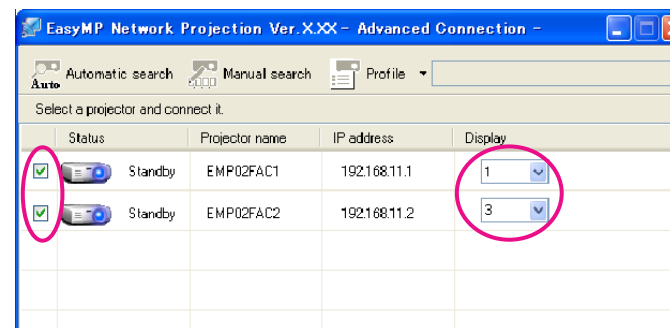 EasyMP Network Projection Ver.X.XX - Advanced Connection -
Auto Automatic search Manual search Profile
Select a projector and connect it.
Status Projector name IP address Display
Standby EMP02FAC1 192.168.11.1 1
Standby EMP02FAC2 192.168.11.2 3